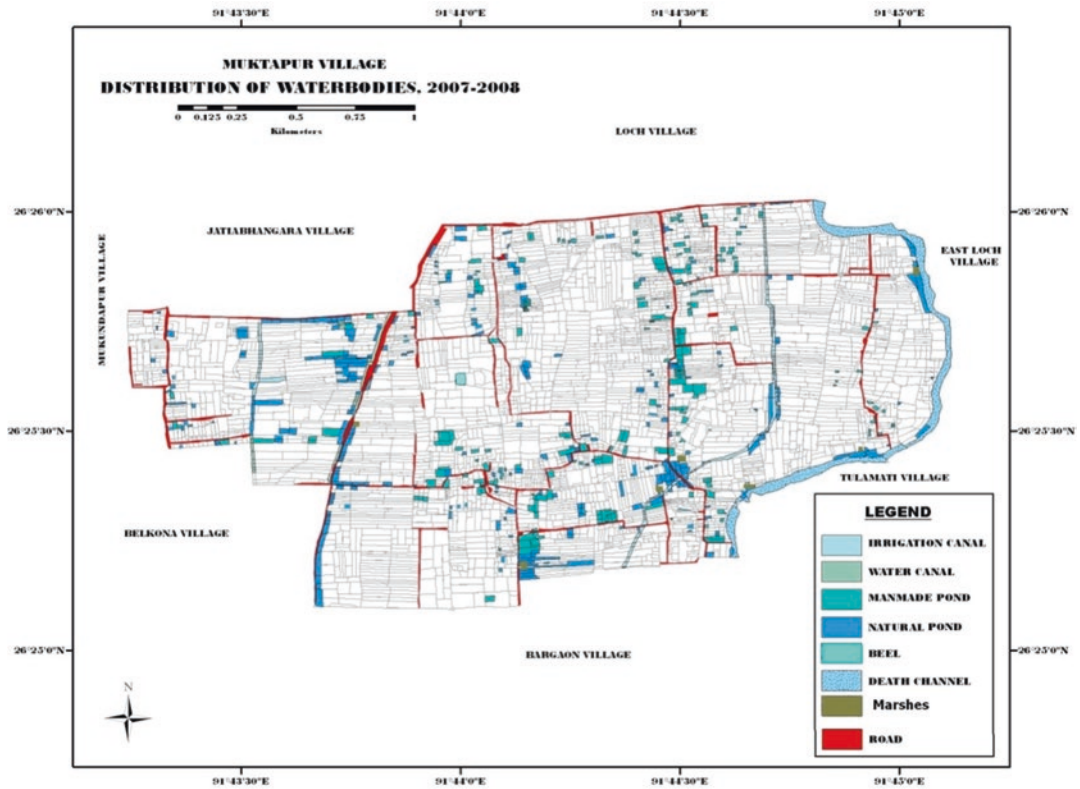 91°43'30"E 91°44'0"E 91°44'30"E 91°45'0"E
MUKTAPUR VILLAGE
DISTRIBUTION OF WATERBODIES, 2007-2008
0 0.125 0.25 0.5 0.75 1
Kilometers
LOCH VILLAGE
26°26'0"N 26°26'0"N
JATIABHANGARA VILLAGE
EAST LOCH
VILLAGE
MUKUNDAPUR VILLAGE
26°25'30"N 26°25'30"N
TULAMATI VILLAGE
BELKONA VILLAGE
LEGEND
IRRIGATION CANAL
WATER CANAL
MANMADE POND
NATURAL POND
BEEL
DEATH CHANNEL
Marshes
ROAD
26°25'0"N 26°25'0"N
BARGAON VILLAGE
N
91°43'30"E 91°44'0"E 91°44'30"E 91°45'0"E